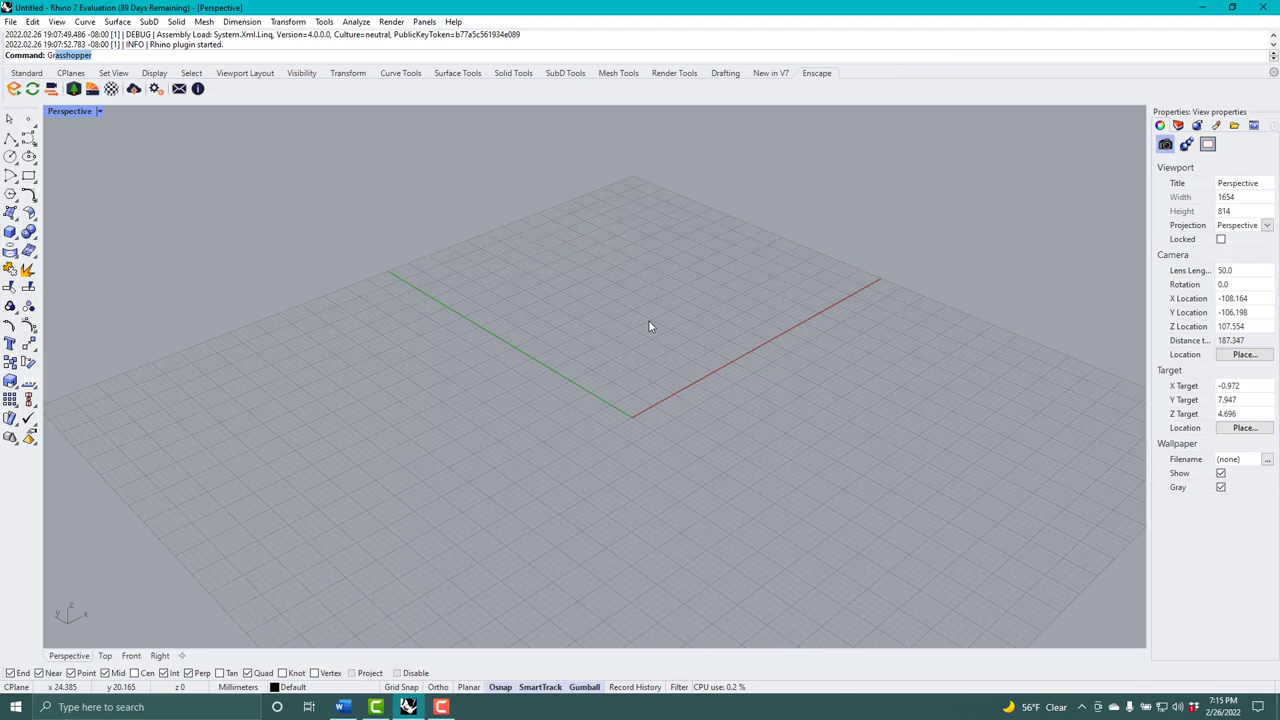 Untitled - Rhino 7 Evaluation (89 Days Remaining) - [Perspective]
File Edit View Curve Surface SubD Solid Mesh Dimension Transform Tools Analyze Render Panels Help
2022.02.26 19:07:49.486 -08:00 [1] | DEBUG | Assembly Load: System.Xml.Linq, Version=4.0.0.0, Culture=neutral, PublicKeyToken=b77a5c561934e089
2022.02.26 19:07:52.783 -08:00 [1] | INFO | Rhino plugin started.
Command: Grasshopper
Standard CPlanes Set View Display Select Viewport Layout Visibility Transform Curve Tools Surface Tools Solid Tools SubD Tools Mesh Tools Render Tools Drafting New in V7 Enscape
Perspective
Properties: View properties
Viewport
Title Perspective
Width 1654
Height 814
Projection Perspective
Locked
Camera
Lens Leng... 50.0
Rotation 0.0
X Location -108.164
Y Location -106.198
Z Location 107.554
Distance t... 187.347
Location Place...
Target
X Target -0.972
Y Target 7.947
Z Target 4.696
Location Place...
Wallpaper
Filename (none) ...
Show
Gray
z
y x
Perspective Top Front Right
End Near Point Mid Cen Int Perp Tan Quad Knot Vertex Project Disable
CPlane x 24.385 y 20.165 z 0 Millimeters Default Grid Snap Ortho Planar Osnap SmartTrack Gumball Record History Filter CPU use: 0.2 %
Type here to search
56°F Clear
7:15 PM
2/26/2022